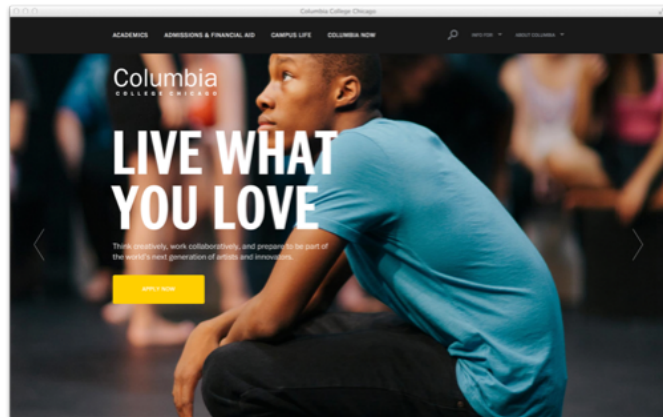 Columbia College Chicago
ACADEMICS ADMISSIONS & FINANCIAL AID CAMPUS LIFE COLUMBIA NOW INFO FOR ABOUT COLUMBIA
Columbia
COLLEGE CHICAGO
LIVE WHAT
YOU LOVE
Think creatively, work collaboratively, and prepare to be part of
the world's next generation of artists and innovators.
APPLY NOW